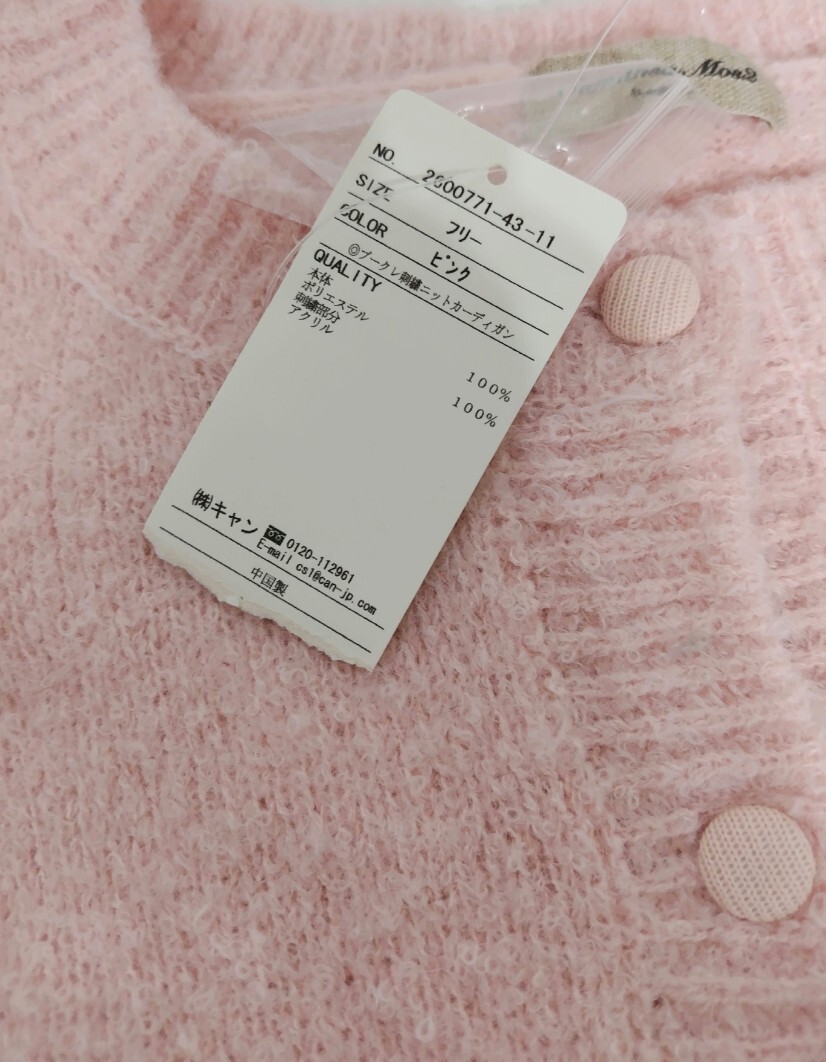 NO. 2600771-43-11
SIZE フリー
COLOR ピンク
◎ブークレ刺繍ニットカーディガン
QUALITY
本体
ポリエステル 100%
刺繍部分
アクリル 100%
㈱キャン ☎0120-112961
E-mail cs1@can-jp.com
中国製